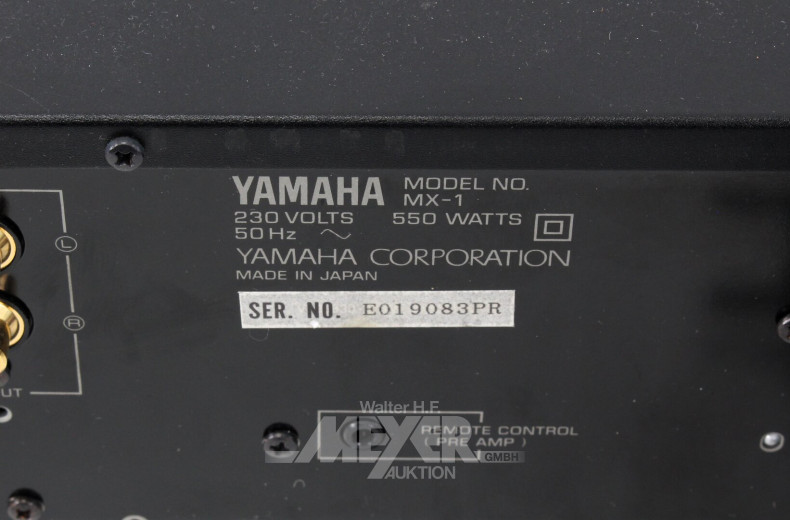 YAMAHA MODEL NO.
MX-1
230 VOLTS 550 WATTS
50 Hz ~
YAMAHA CORPORATION
MADE IN JAPAN
SER. NO. E019083PR
L
R
UT
REMOTE CONTROL
(PRE AMP)
Walter H.F.
MEYER
GMBH
AUKTION